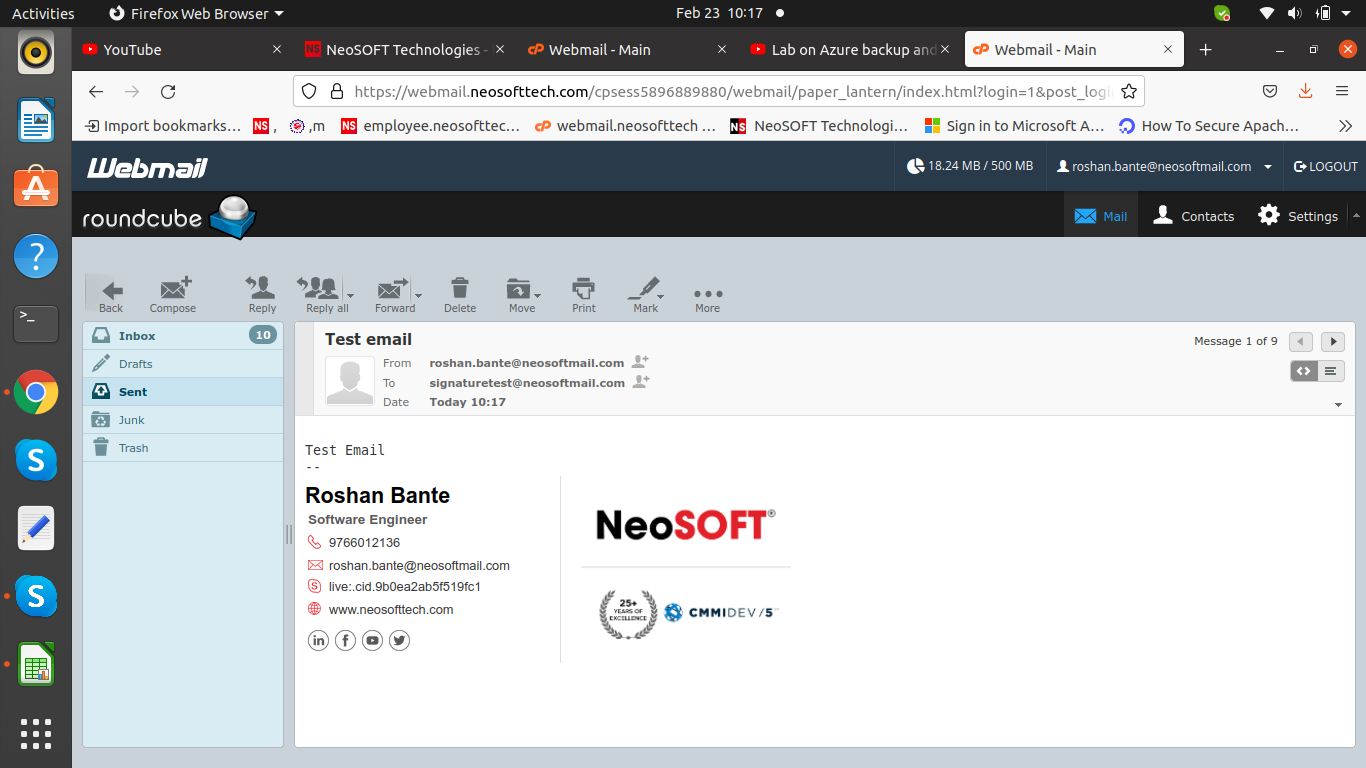 Activities Firefox Web Browser Feb 23 10:17
YouTube NeoSOFT Technologies - Webmail - Main Lab on Azure backup and Webmail - Main
https://webmail.neosofttech.com/cpsess5896889880/webmail/paper_lantern/index.html?login=1&post_logi
Import bookmarks… NS , ,m NS employee.neosofttec… webmail.neosofttech … NS NeoSOFT Technologi… Sign in to Microsoft A… How To Secure Apach…
Webmail 18.24 MB / 500 MB roshan.bante@neosoftmail.com LOGOUT
roundcube Mail Contacts Settings
Back Compose Reply Reply all Forward Delete Move Print Mark More
Inbox 10
Drafts
Sent
Junk
Trash
Test email Message 1 of 9
From roshan.bante@neosoftmail.com
To signaturetest@neosoftmail.com
Date Today 10:17
Test Email
--
Roshan Bante
Software Engineer
9766012136
roshan.bante@neosoftmail.com
live:.cid.9b0ea2ab5f519fc1
www.neosofttech.com
NeoSOFT®
25+
YEARS OF
EXCELLENCE
CMMIDEV/5